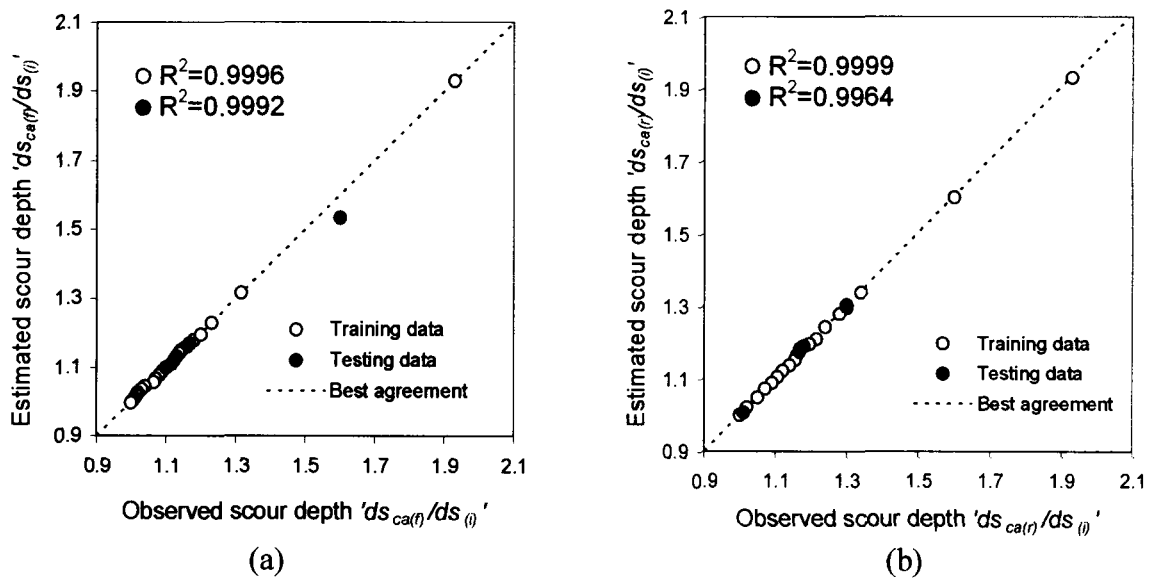 Estimated scour depth 'ds_ca(f)/ds_(i)'
2.1
1.9
1.7
1.5
1.3
1.1
0.9
R²=0.9996
R²=0.9992
Training data
Testing data
Best agreement
0.9 1.1 1.3 1.5 1.7 1.9 2.1
Observed scour depth 'ds_ca(f)/ds_(i)'
(a)
Estimated scour depth 'ds_ca(r)/ds_(i)'
2.1
1.9
1.7
1.5
1.3
1.1
0.9
R²=0.9999
R²=0.9964
Training data
Testing data
Best agreement
0.9 1.1 1.3 1.5 1.7 1.9 2.1
Observed scour depth 'ds_ca(r)/ds_(i)'
(b)